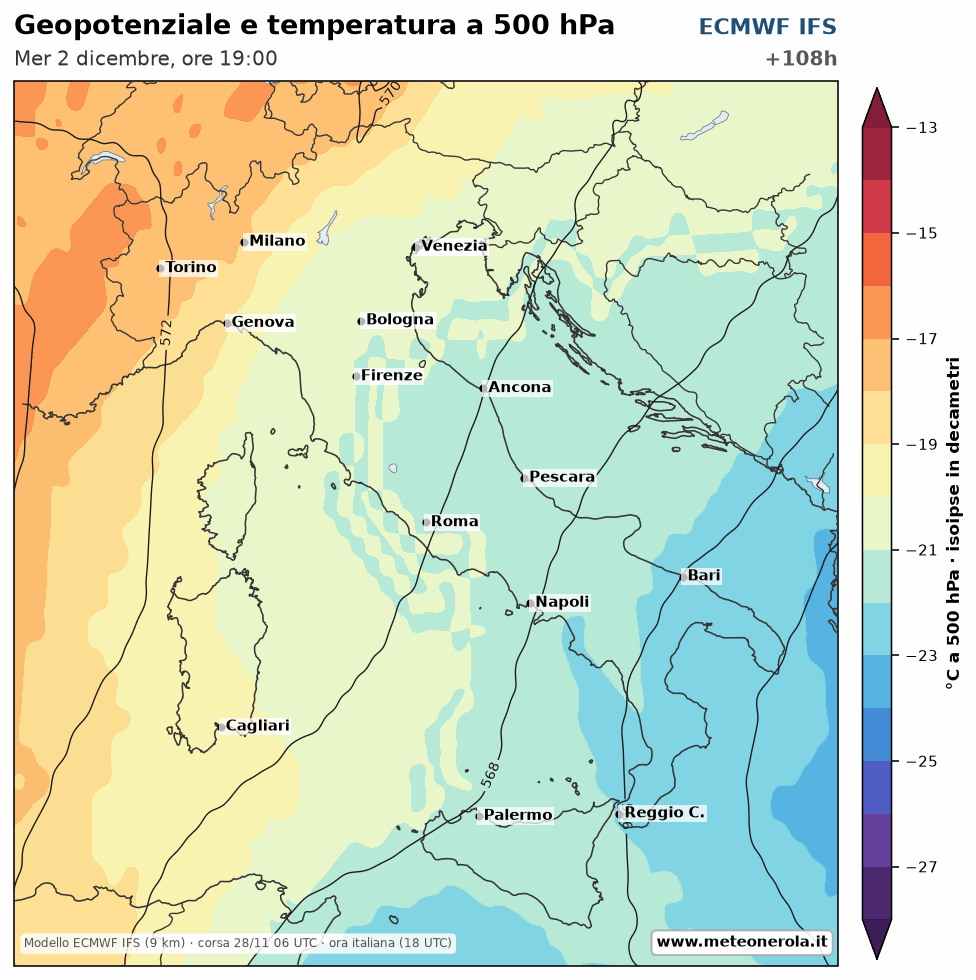 Geopotenziale e temperatura a 500 hPa
ECMWF IFS
Mer 2 dicembre, ore 19:00
+108h
570
Milano
Venezia
Torino
Bologna
Genova
572
Firenze
Ancona
Pescara
Roma
Bari
Napoli
Cagliari
568
Palermo
Reggio C.
−13
−15
−17
−19
−21
−23
−25
−27
°C a 500 hPa · isoipse in decametri
Modello ECMWF IFS (9 km) · corsa 28/11 06 UTC · ora italiana (18 UTC)
www.meteonerola.it